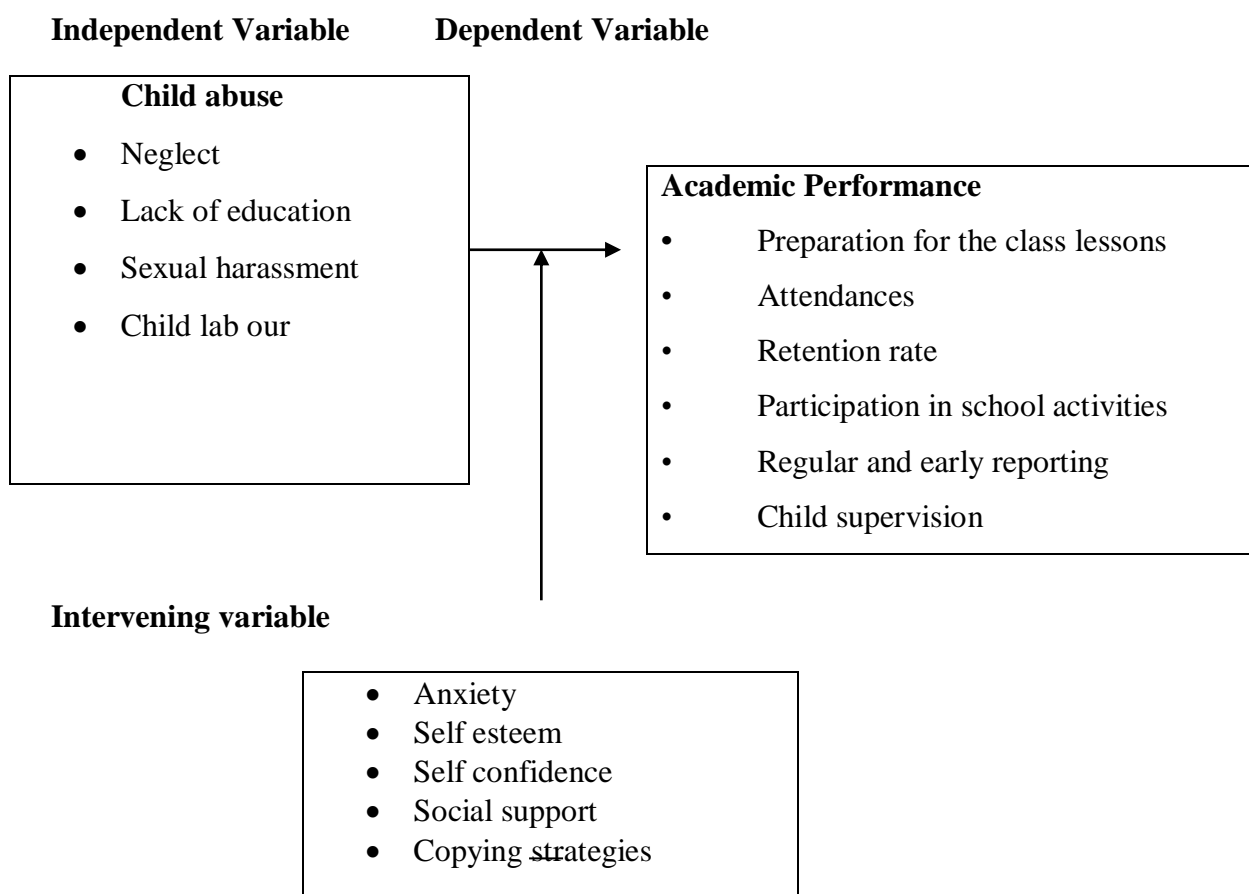 Independent Variable Dependent Variable
Child abuse
• Neglect
• Lack of education
• Sexual harassment
• Child lab our
Academic Performance
• Preparation for the class lessons
• Attendances
• Retention rate
• Participation in school activities
• Regular and early reporting
• Child supervision
Intervening variable
• Anxiety
• Self esteem
• Self confidence
• Social support
• Copying strategies